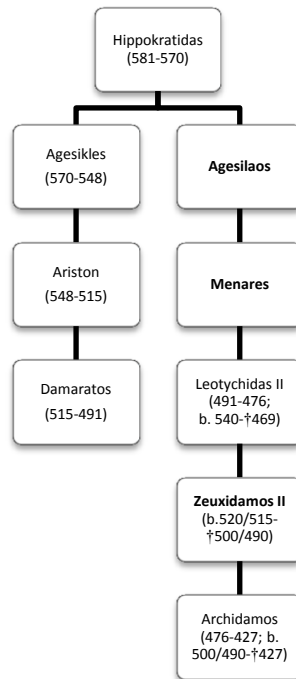 Hippokratidas
(581-570)
Agesikles
(570-548)
Agesilaos
Ariston
(548-515)
Menares
Damaratos
(515-491)
Leotychidas II
(491-476;
b. 540-†469)
Zeuxidamos II
(b.520/515-
†500/490)
Archidamos
(476-427; b.
500/490-†427)